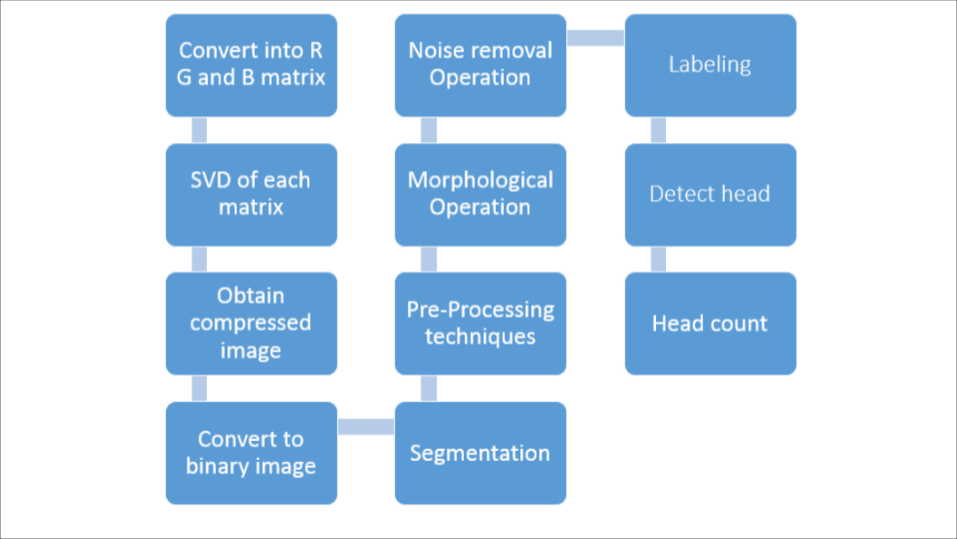 Convert into R
G and B matrix
SVD of each
matrix
Obtain
compressed
image
Convert to
binary image
Segmentation
Pre-Processing
techniques
Morphological
Operation
Noise removal
Operation
Labeling
Detect head
Head count